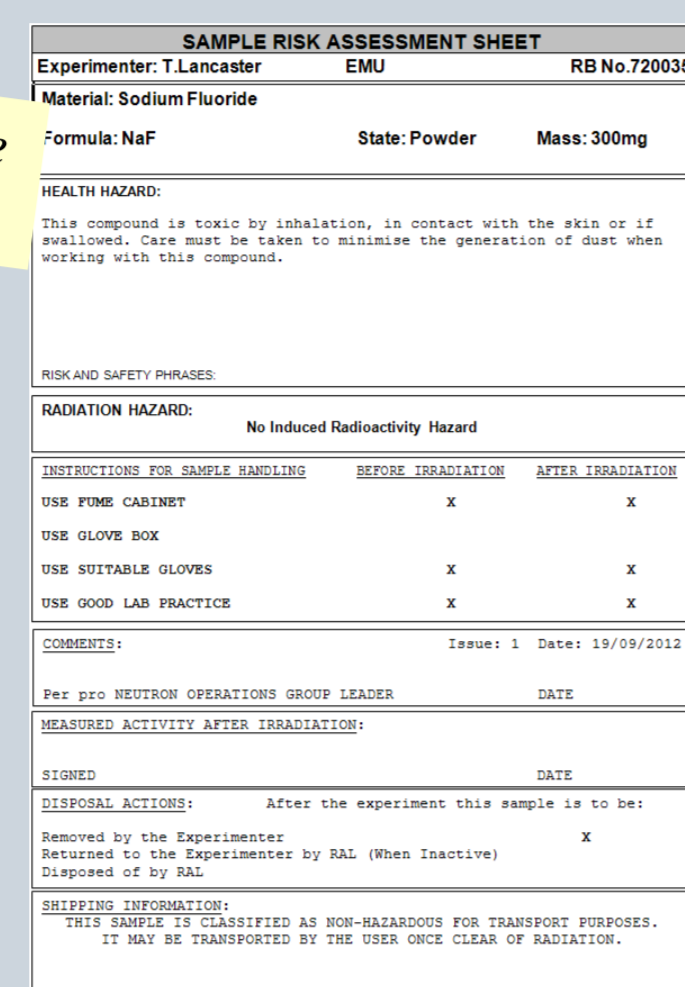 SAMPLE RISK ASSESSMENT SHEET
Experimenter: T.Lancaster EMU RB No.720035
Material: Sodium Fluoride
Formula: NaF State: Powder Mass: 300mg
HEALTH HAZARD:
This compound is toxic by inhalation, in contact with the skin or if
swallowed. Care must be taken to minimise the generation of dust when
working with this compound.
RISK AND SAFETY PHRASES:
RADIATION HAZARD:
No Induced Radioactivity Hazard
INSTRUCTIONS FOR SAMPLE HANDLING BEFORE IRRADIATION AFTER IRRADIATION
USE FUME CABINET X X
USE GLOVE BOX
USE SUITABLE GLOVES X X
USE GOOD LAB PRACTICE X X
COMMENTS: Issue: 1 Date: 19/09/2012
Per pro NEUTRON OPERATIONS GROUP LEADER DATE
MEASURED ACTIVITY AFTER IRRADIATION:
SIGNED DATE
DISPOSAL ACTIONS: After the experiment this sample is to be:
Removed by the Experimenter X
Returned to the Experimenter by RAL (When Inactive)
Disposed of by RAL
SHIPPING INFORMATION:
THIS SAMPLE IS CLASSIFIED AS NON-HAZARDOUS FOR TRANSPORT PURPOSES.
IT MAY BE TRANSPORTED BY THE USER ONCE CLEAR OF RADIATION.